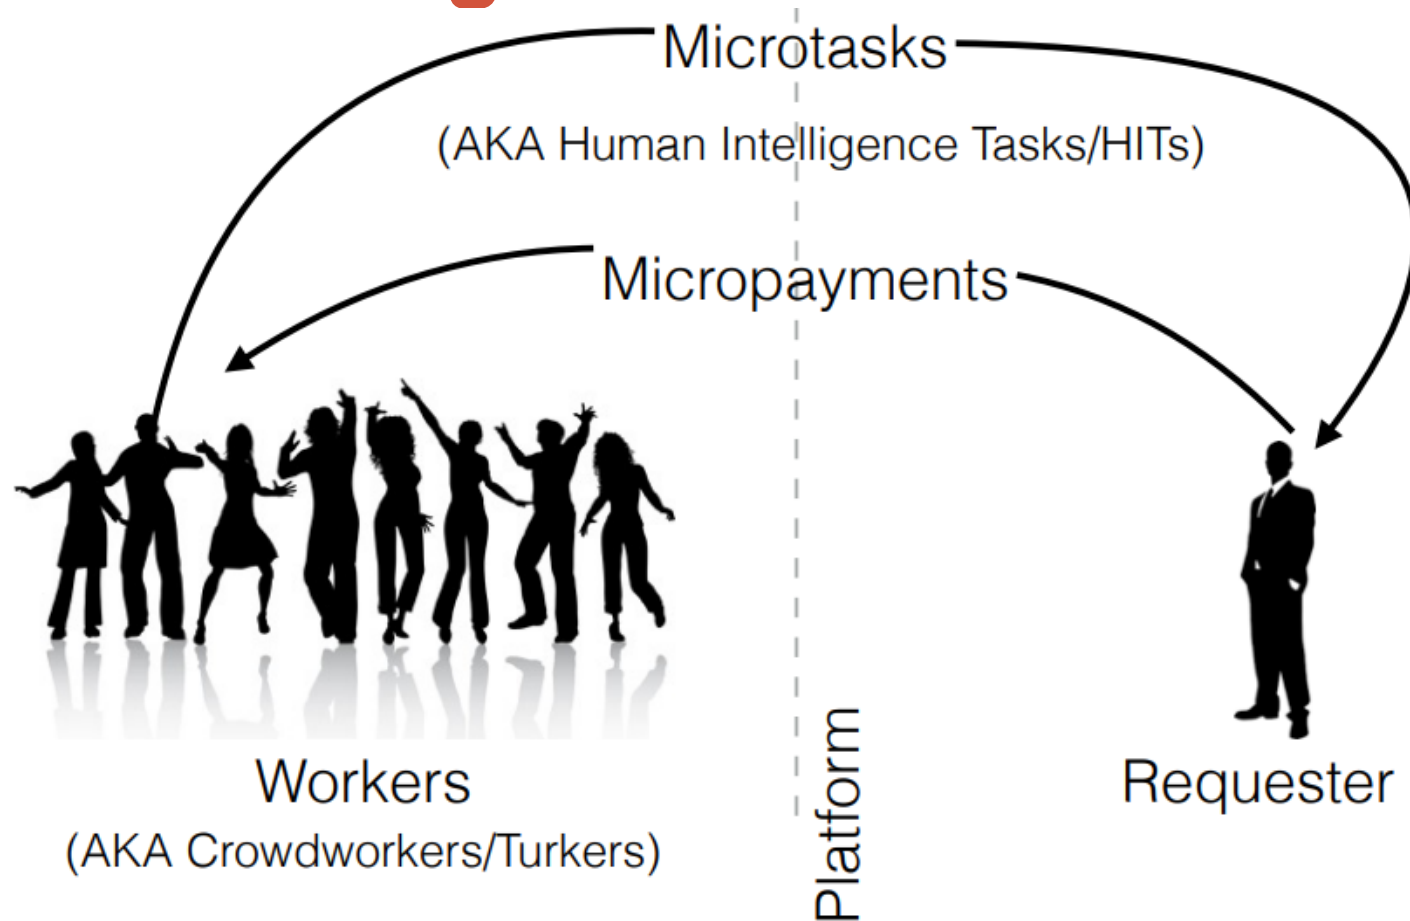 Microtasks
(AKA Human Intelligence Tasks/HITs)
Micropayments
Workers
(AKA Crowdworkers/Turkers)
Platform
Requester